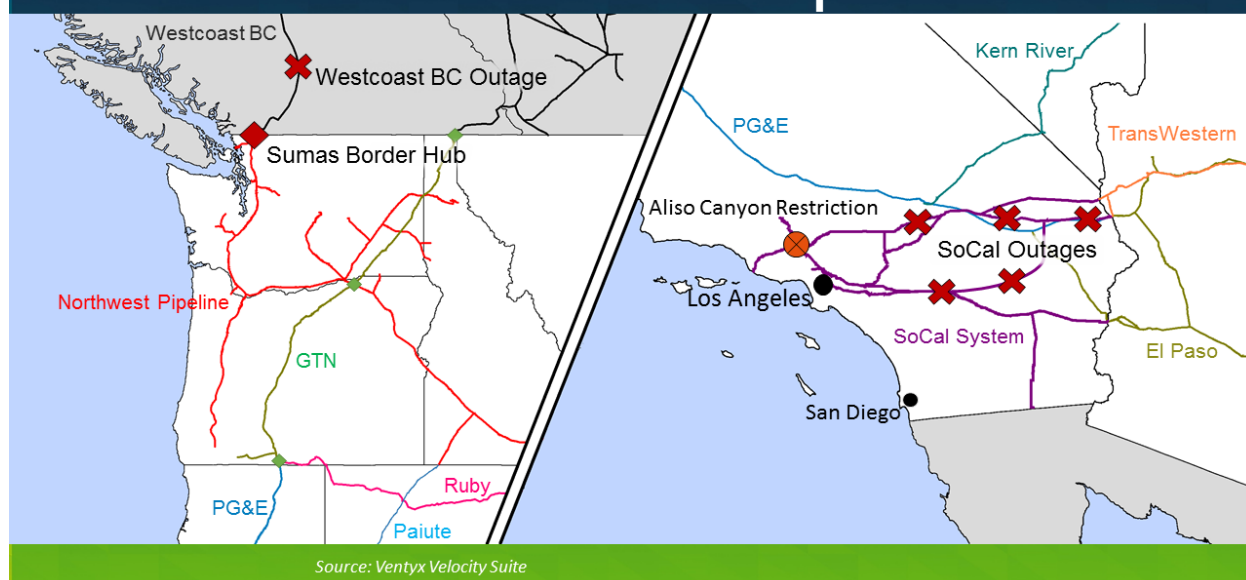 Westcoast BC
Westcoast BC Outage
Sumas Border Hub
Northwest Pipeline
GTN
PG&E
Ruby
Paiute
Kern River
PG&E
TransWestern
Aliso Canyon Restriction
SoCal Outages
Los Angeles
SoCal System
El Paso
San Diego
Source: Ventyx Velocity Suite